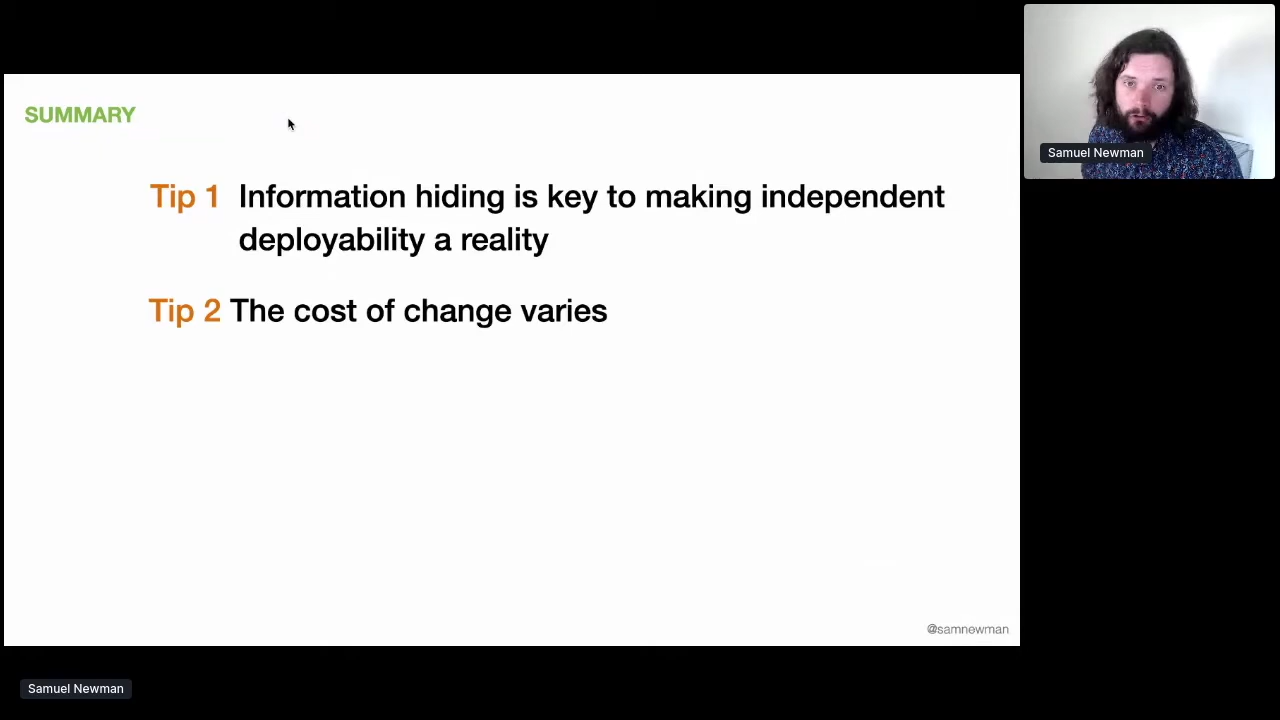 SUMMARY
Tip 1 Information hiding is key to making independent
deployability a reality
Tip 2 The cost of change varies
@samnewman
Samuel Newman
Samuel Newman